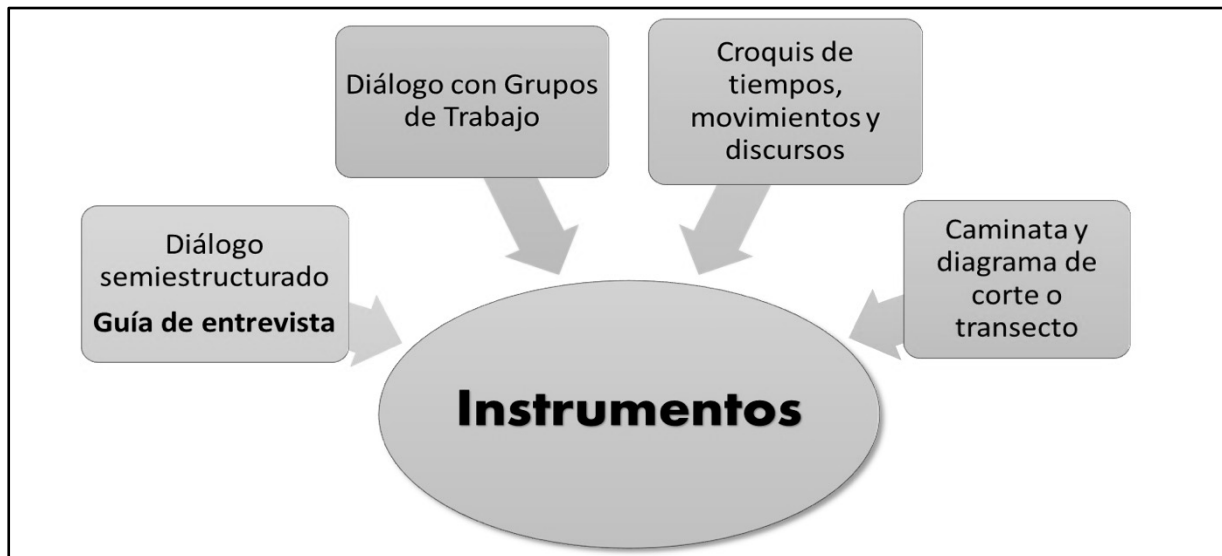 Diálogo
semiestructurado
Guía de entrevista
Diálogo con Grupos
de Trabajo
Croquis de
tiempos,
movimientos y
discursos
Caminata y
diagrama de
corte o
transecto
Instrumentos